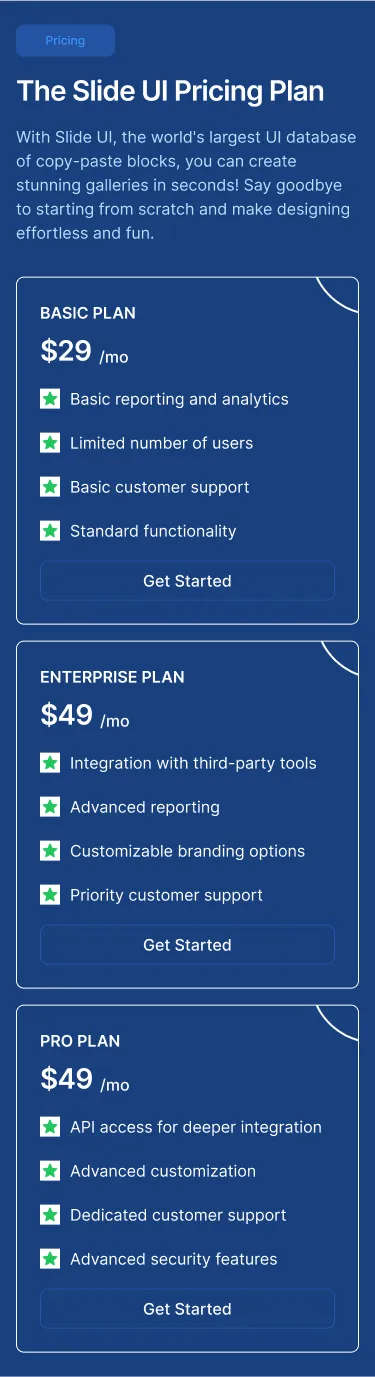 Pricing
The Slide UI Pricing Plan
With Slide UI, the world's largest UI database
of copy-paste blocks, you can create
stunning galleries in seconds! Say goodbye
to starting from scratch and make designing
effortless and fun.
BASIC PLAN
$29 /mo
Basic reporting and analytics
Limited number of users
Basic customer support
Standard functionality
Get Started
ENTERPRISE PLAN
$49 /mo
Integration with third-party tools
Advanced reporting
Customizable branding options
Priority customer support
Get Started
PRO PLAN
$49 /mo
API access for deeper integration
Advanced customization
Dedicated customer support
Advanced security features
Get Started